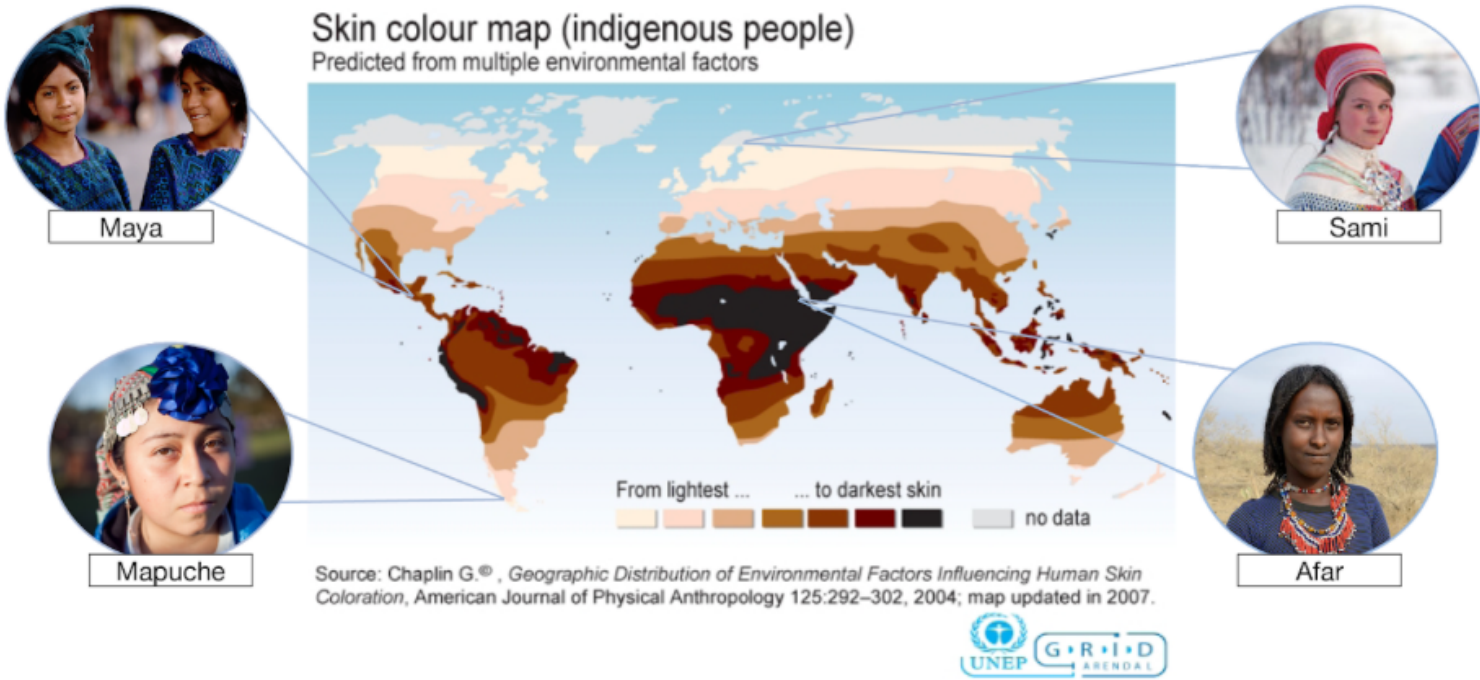 Skin colour map (indigenous people)
Predicted from multiple environmental factors
Maya
Sami
Mapuche
Afar
From lightest ... ... to darkest skin
no data
Source: Chaplin G.© , Geographic Distribution of Environmental Factors Influencing Human Skin
Coloration, American Journal of Physical Anthropology 125:292–302, 2004; map updated in 2007.
UNEP
G R I D
ARENDAL